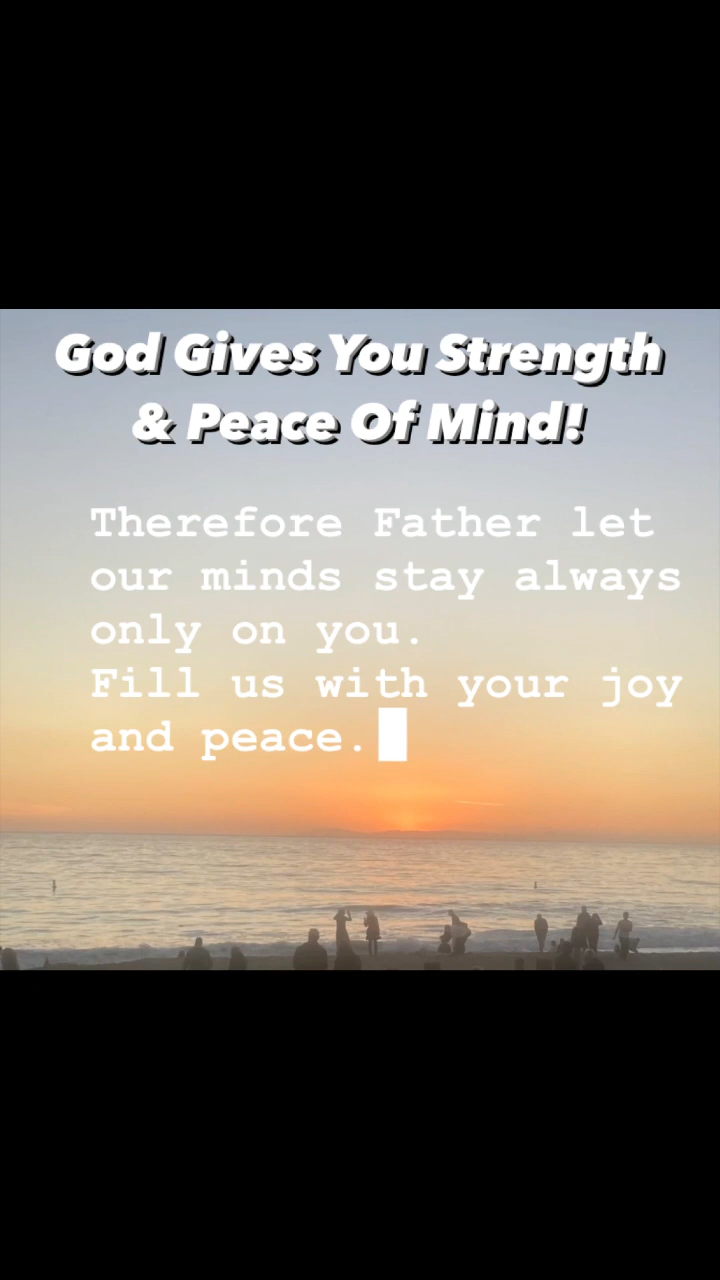 God Gives You Strength
& Peace Of Mind!
Therefore Father let
our minds stay always
only on you.
Fill us with your joy
and peace.